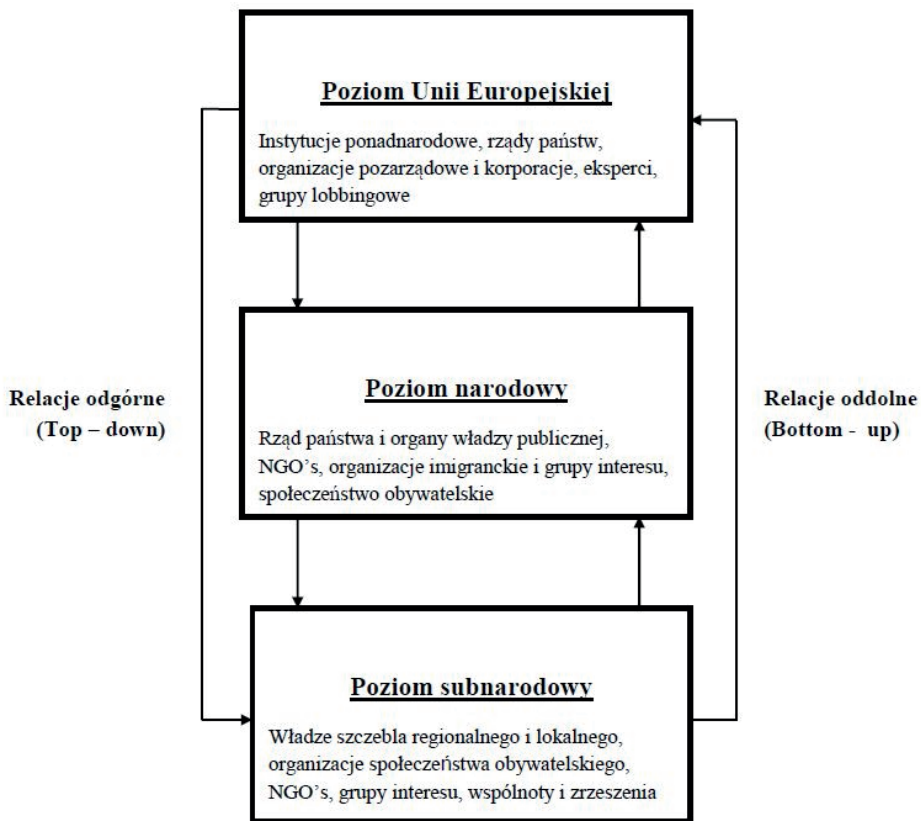 Poziom Unii Europejskiej
Instytucje ponadnarodowe, rządy państw,
organizacje pozarządowe i korporacje, eksperci,
grupy lobbingowe
Relacje odgórne
(Top – down)
Poziom narodowy
Rząd państwa i organy władzy publicznej,
NGO’s, organizacje imigranckie i grupy interesu,
społeczeństwo obywatelskie
Relacje oddolne
(Bottom - up)
Poziom subnarodowy
Władze szczebla regionalnego i lokalnego,
organizacje społeczeństwa obywatelskiego,
NGO’s, grupy interesu, wspólnoty i zrzeszenia